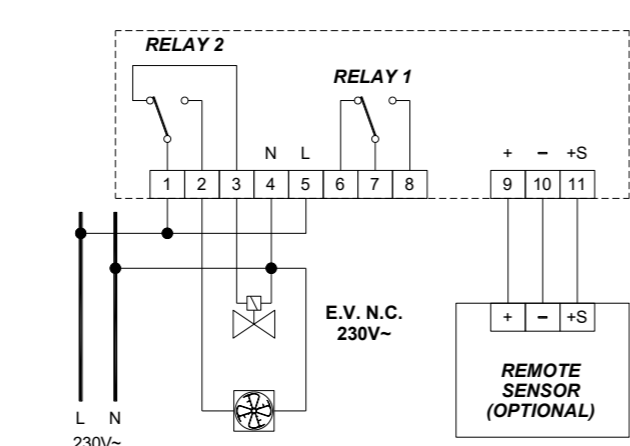 RELAY 2
RELAY 1
N L
+ − +S
1 2 3 4 5 6 7 8
9 10 11
E.V. N.C.
230V~
+ − +S
REMOTE
SENSOR
(OPTIONAL)
L N
230V~